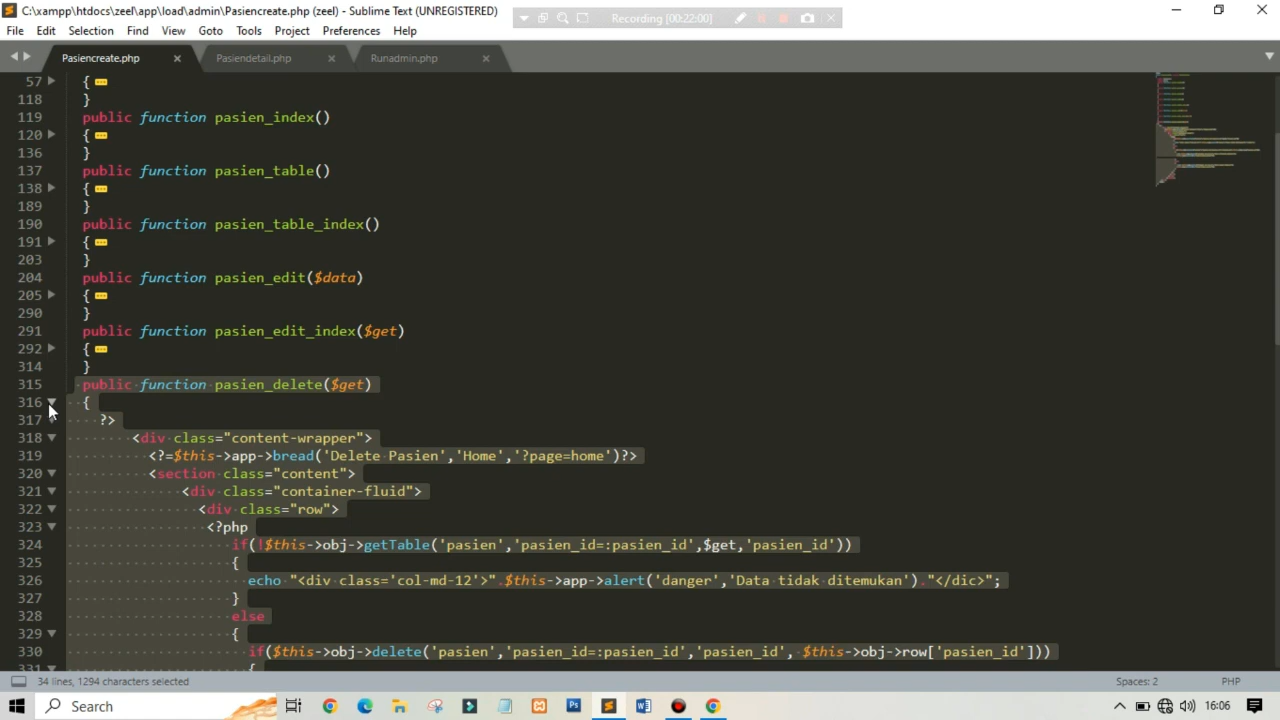 C:\xampp\htdocs\zeel\app\load\admin\Pasiencreate.php (zeel) - Sublime Text (UNREGISTERED)
Recording [00:22:00]
File Edit Selection Find View Goto Tools Project Preferences Help
Pasiencreate.php Pasiendetail.php Runadmin.php
57 {
118 }
119 public function pasien_index()
120 {
136 }
137 public function pasien_table()
138 {
189 }
190 public function pasien_table_index()
191 {
203 }
204 public function pasien_edit($data)
205 {
290 }
291 public function pasien_edit_index($get)
292 {
314 }
315 public function pasien_delete($get)
316 {
317 ?>
318 <div class="content-wrapper">
319 <?=$this->app->bread('Delete Pasien','Home','?page=home')?>
320 <section class="content">
321 <div class="container-fluid">
322 <div class="row">
323 <?php
324 if(!$this->obj->getTable('pasien','pasien_id=:pasien_id',$get,'pasien_id'))
325 {
326 echo "<div class='col-md-12'>".$this->app->alert('danger','Data tidak ditemukan')."</dic>";
327 }
328 else
329 {
330 if($this->obj->delete('pasien','pasien_id=:pasien_id','pasien_id', $this->obj->row['pasien_id']))
331 {
34 lines, 1294 characters selected Spaces: 2 PHP
Search 16:06